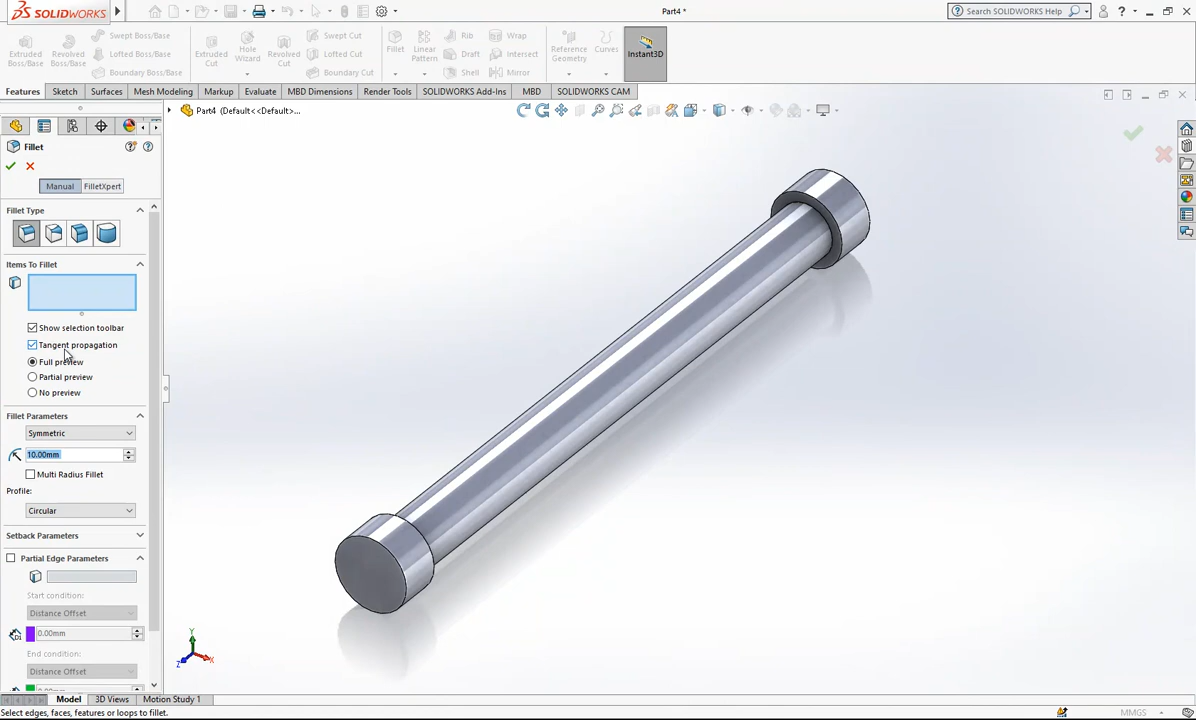 SOLIDWORKS
Part4 *
Search SOLIDWORKS Help
Extruded Boss/Base
Revolved Boss/Base
Swept Boss/Base
Lofted Boss/Base
Boundary Boss/Base
Extruded Cut
Hole Wizard
Revolved Cut
Swept Cut
Lofted Cut
Boundary Cut
Fillet
Linear Pattern
Rib
Draft
Shell
Wrap
Intersect
Mirror
Reference Geometry
Curves
Instant3D
Features
Sketch
Surfaces
Mesh Modeling
Markup
Evaluate
MBD Dimensions
Render Tools
SOLIDWORKS Add-Ins
MBD
SOLIDWORKS CAM
Part4 (Default<<Default>...
Fillet
Manual
FilletXpert
Fillet Type
Items To Fillet
Show selection toolbar
Tangent propagation
Full preview
Partial preview
No preview
Fillet Parameters
Symmetric
10.00mm
Multi Radius Fillet
Profile:
Circular
Setback Parameters
Partial Edge Parameters
Start condition:
Distance Offset
0.00mm
End condition:
Distance Offset
Y
Z
X
Model
3D Views
Motion Study 1
Select edges, faces, features or loops to fillet.
MMGS